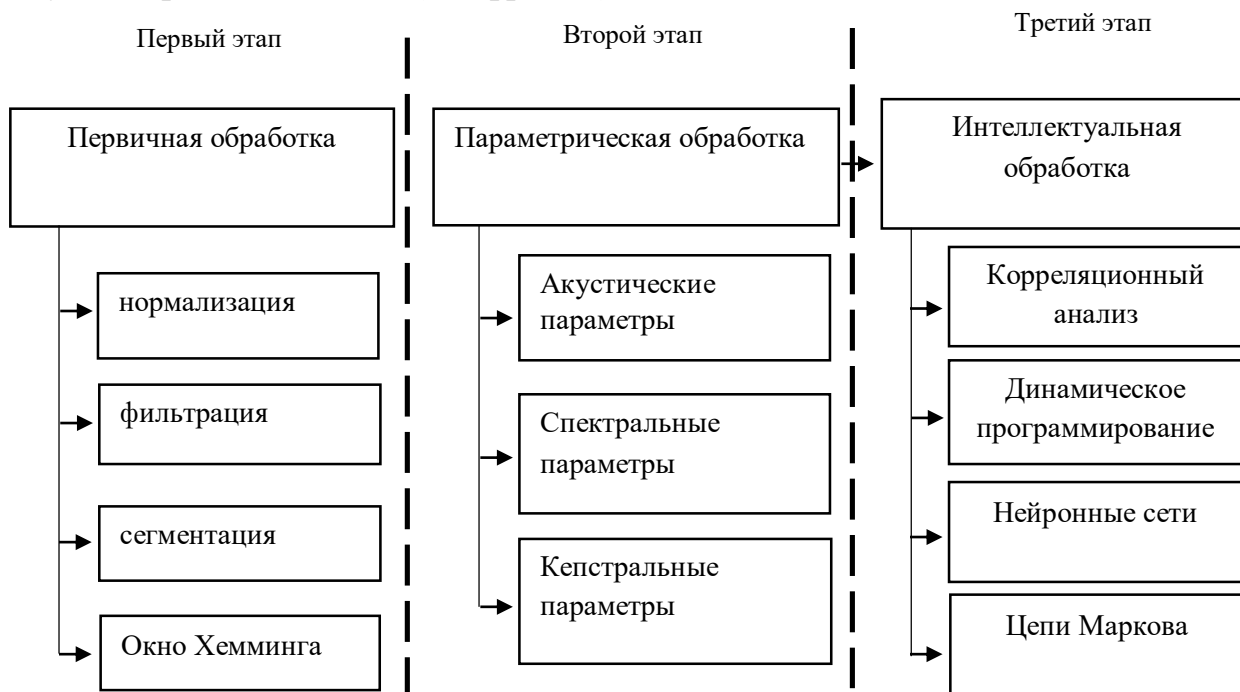 Первый этап
Второй этап
Третий этап
Первичная обработка
нормализация
фильтрация
сегментация
Окно Хемминга
Параметрическая обработка
Акустические
параметры
Спектральные
параметры
Кепстральные
параметры
Интеллектуальная
обработка
Корреляционный
анализ
Динамическое
программирование
Нейронные сети
Цепи Маркова